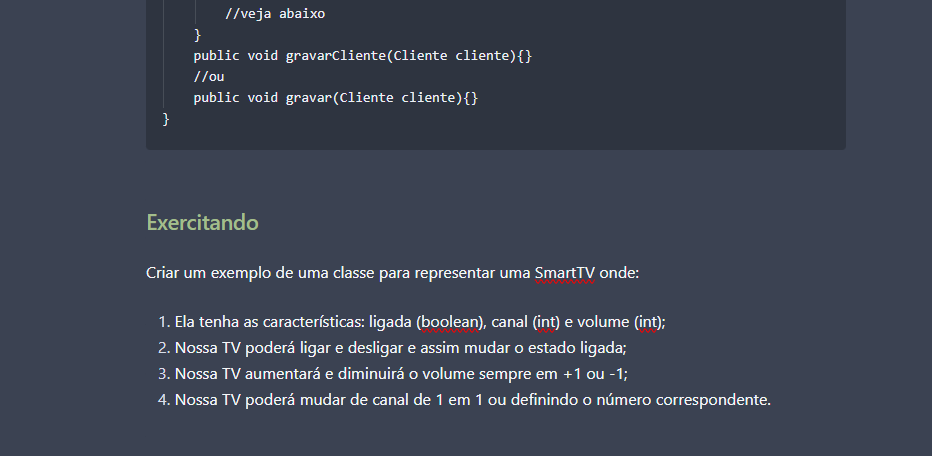 //veja abaixo
}
public void gravarCliente(Cliente cliente){}
//ou
public void gravar(Cliente cliente){}
}
Exercitando
Criar um exemplo de uma classe para representar uma SmartTV onde:
1. Ela tenha as características: ligada (boolean), canal (int) e volume (int);
2. Nossa TV poderá ligar e desligar e assim mudar o estado ligada;
3. Nossa TV aumentará e diminuirá o volume sempre em +1 ou -1;
4. Nossa TV poderá mudar de canal de 1 em 1 ou definindo o número correspondente.